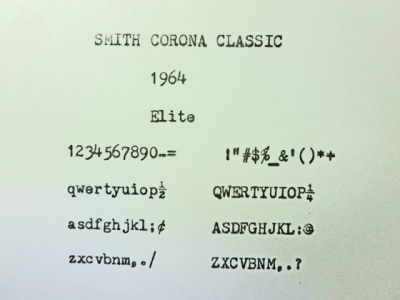 SMITH CORONA CLASSIC
1964
Elite
1234567890-= !"#$%_&'()*+
qwertyuiop½ QWERTYUIOP¼
asdfghjkl;¢ ASDFGHJKL:@
zxcvbnm,./ ZXCVBNM,.?